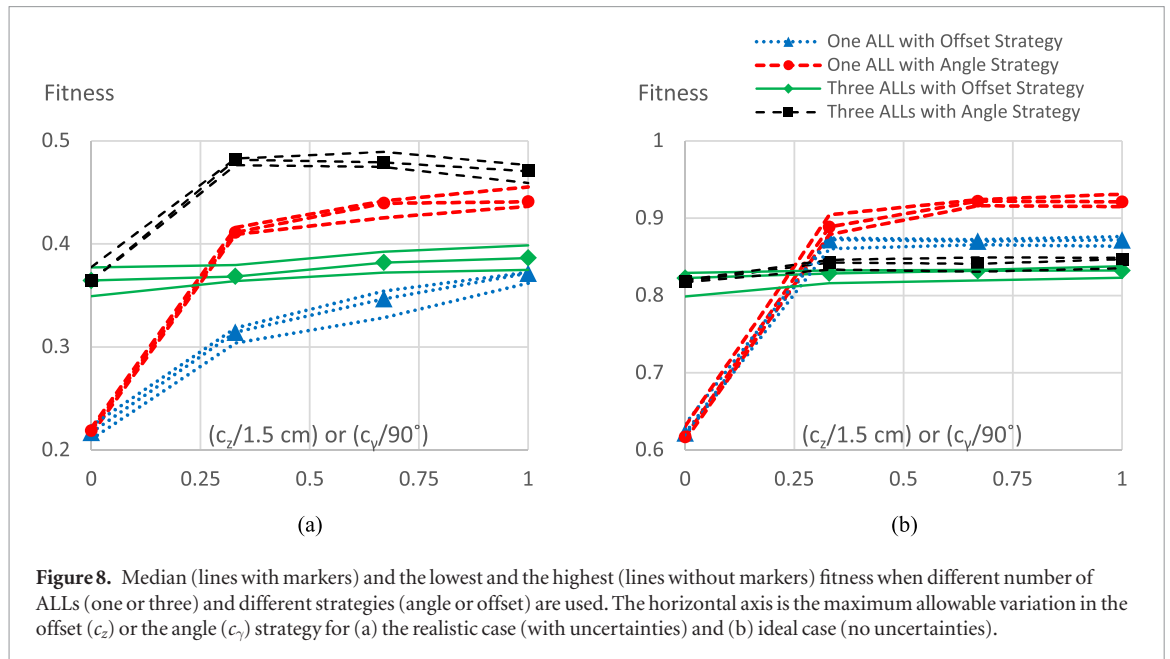 One ALL with Offset Strategy
One ALL with Angle Strategy
Three ALLs with Offset Strategy
Three ALLs with Angle Strategy
Fitness
0.5
0.4
0.3
0.2
(c_z/1.5 cm) or (c_γ/90˚)
0 0.25 0.5 0.75 1
(a)
Fitness
1
0.9
0.8
0.7
0.6
(c_z/1.5 cm) or (c_γ/90˚)
0 0.25 0.5 0.75 1
(b)
Figure 8. Median (lines with markers) and the lowest and the highest (lines without markers) fitness when different number of
ALLs (one or three) and different strategies (angle or offset) are used. The horizontal axis is the maximum allowable variation in the
offset (c_z) or the angle (c_γ) strategy for (a) the realistic case (with uncertainties) and (b) ideal case (no uncertainties).